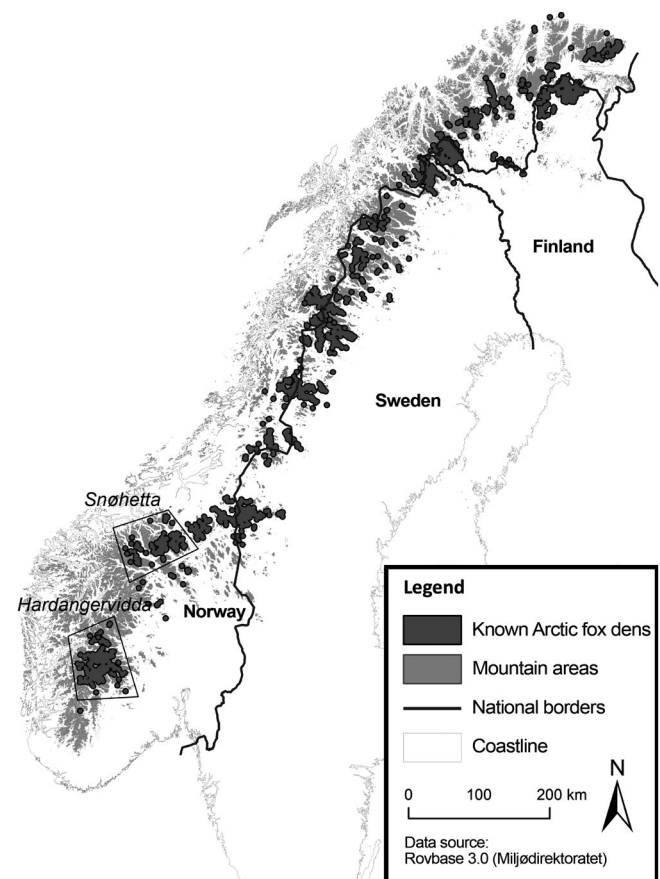 Finland
Sweden
Snøhetta
Hardangervidda
Norway
Legend
Known Arctic fox dens
Mountain areas
National borders
Coastline
N
0 100 200 km
Data source:
Rovbase 3.0 (Miljødirektoratet)